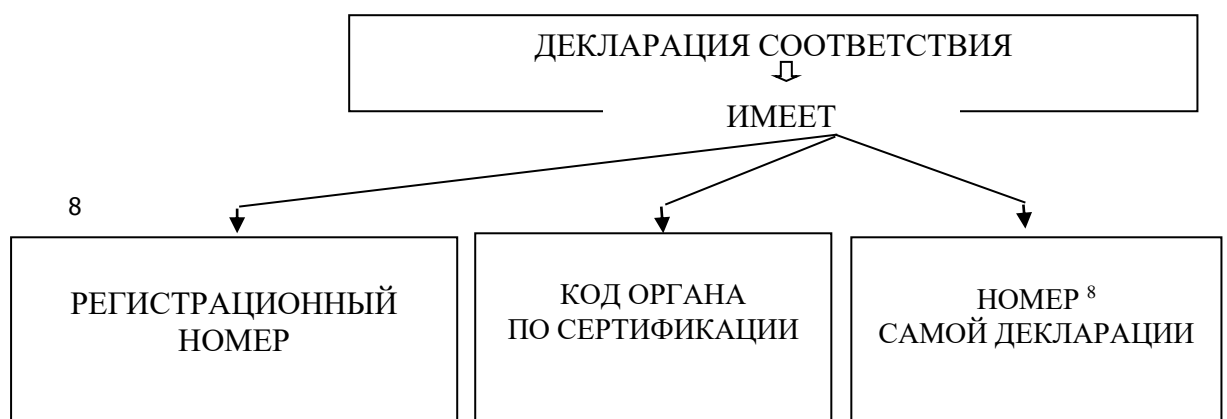 ДЕКЛАРАЦИЯ СООТВЕТСТВИЯ
ИМЕЕТ
8
РЕГИСТРАЦИОННЫЙ
НОМЕР
КОД ОРГАНА
ПО СЕРТИФИКАЦИИ
НОМЕР ⁸
САМОЙ ДЕКЛАРАЦИИ